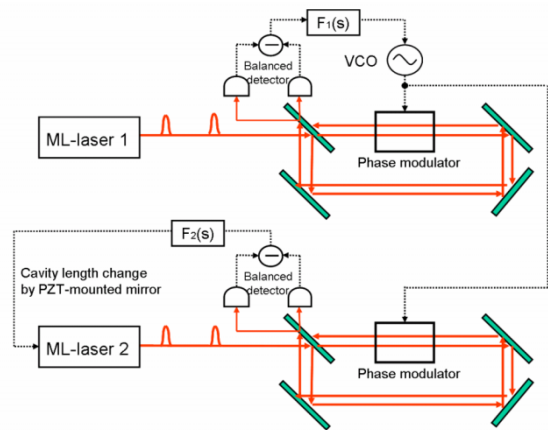 F₁(s)
Balanced
detector
VCO
ML-laser 1
Phase modulator
F₂(s)
Cavity length change
by PZT-mounted mirror
Balanced
detector
ML-laser 2
Phase modulator